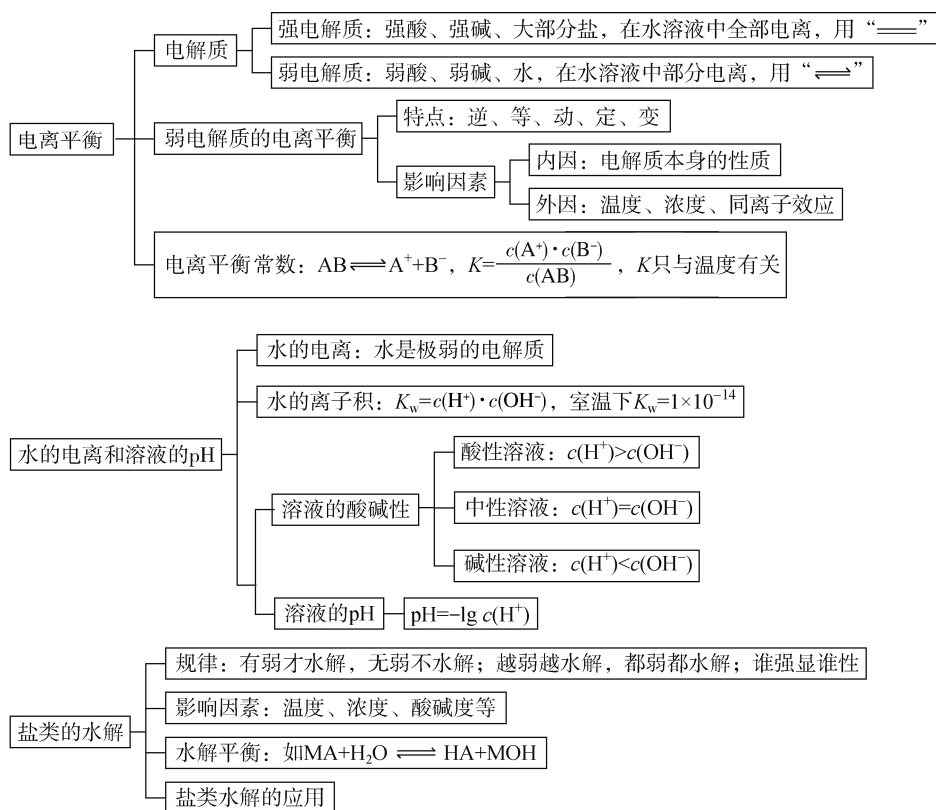 电解质
强电解质：强酸、强碱、大部分盐，在水溶液中全部电离，用“═══”
弱电解质：弱酸、弱碱、水，在水溶液中部分电离，用“⇌”
电离平衡
弱电解质的电离平衡
特点：逆、等、动、定、变
影响因素
内因：电解质本身的性质
外因：温度、浓度、同离子效应
电离平衡常数：AB⇌A⁺+B⁻，K=c(A⁺)·c(B⁻)/c(AB)，K只与温度有关
水的电离和溶液的pH
水的电离：水是极弱的电解质
水的离子积：Kw=c(H⁺)·c(OH⁻)，室温下Kw=1×10⁻¹⁴
溶液的酸碱性
酸性溶液：c(H⁺)>c(OH⁻)
中性溶液：c(H⁺)=c(OH⁻)
碱性溶液：c(H⁺)<c(OH⁻)
溶液的pH
pH=-lg c(H⁺)
盐类的水解
规律：有弱才水解，无弱不水解；越弱越水解，都弱都水解；谁强显谁性
影响因素：温度、浓度、酸碱度等
水解平衡：如MA+H₂O ⇌ HA+MOH
盐类水解的应用